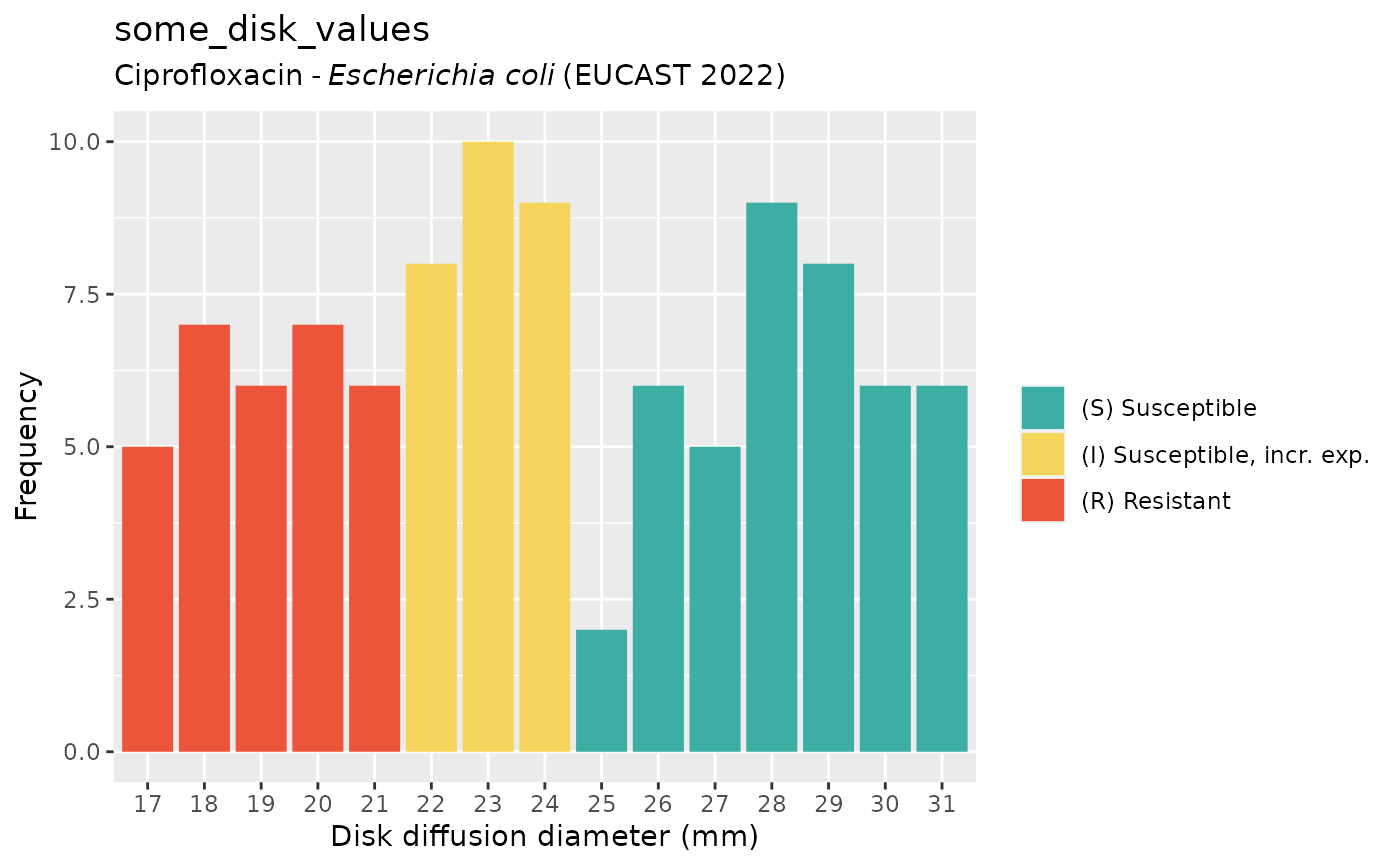 some_disk_values
Ciprofloxacin - Escherichia coli (EUCAST 2022)
Frequency
10.0
7.5
5.0
2.5
0.0
17 18 19 20 21 22 23 24 25 26 27 28 29 30 31
Disk diffusion diameter (mm)
(S) Susceptible
(I) Susceptible, incr. exp.
(R) Resistant